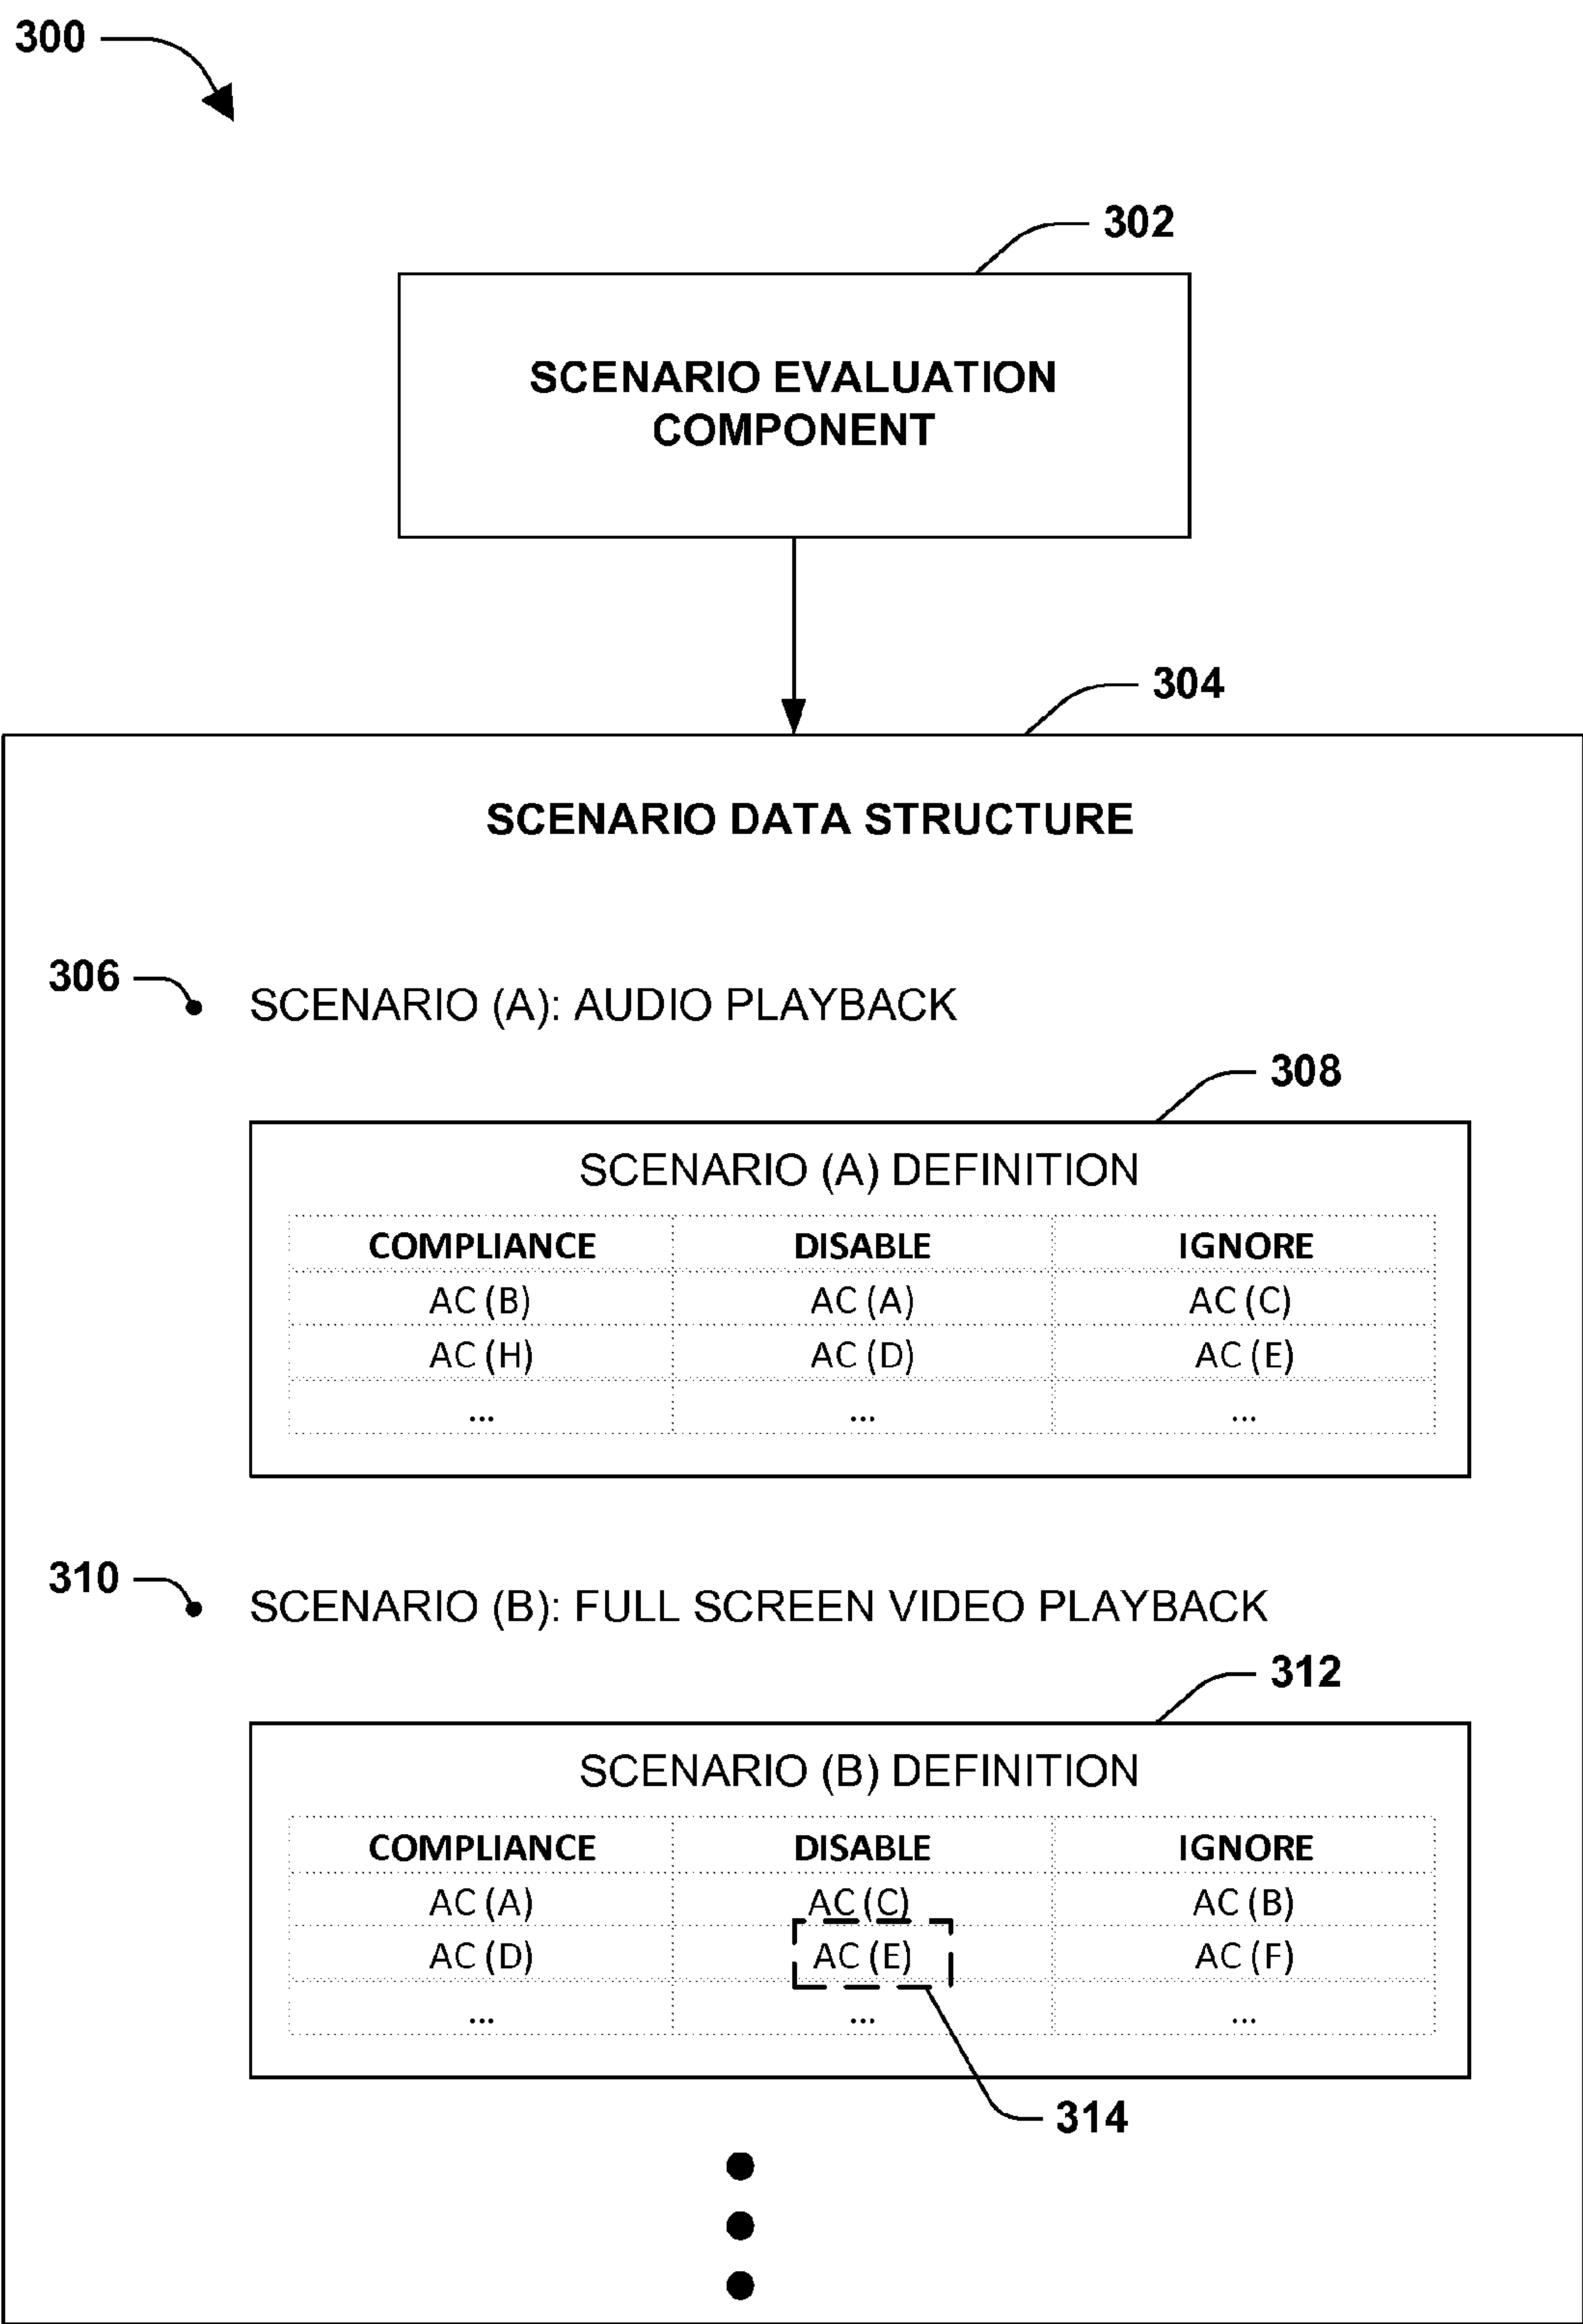 300
302
SCENARIO EVALUATION
COMPONENT
304
SCENARIO DATA STRUCTURE
306
SCENARIO (A): AUDIO PLAYBACK
308
SCENARIO (A) DEFINITION
COMPLIANCE DISABLE IGNORE
AC (B) AC (A) AC (C)
AC (H) AC (D) AC (E)
... ... ...
310
SCENARIO (B): FULL SCREEN VIDEO PLAYBACK
312
SCENARIO (B) DEFINITION
COMPLIANCE DISABLE IGNORE
AC (A) AC (C) AC (B)
AC (D) AC (E) AC (F)
... ... ...
314